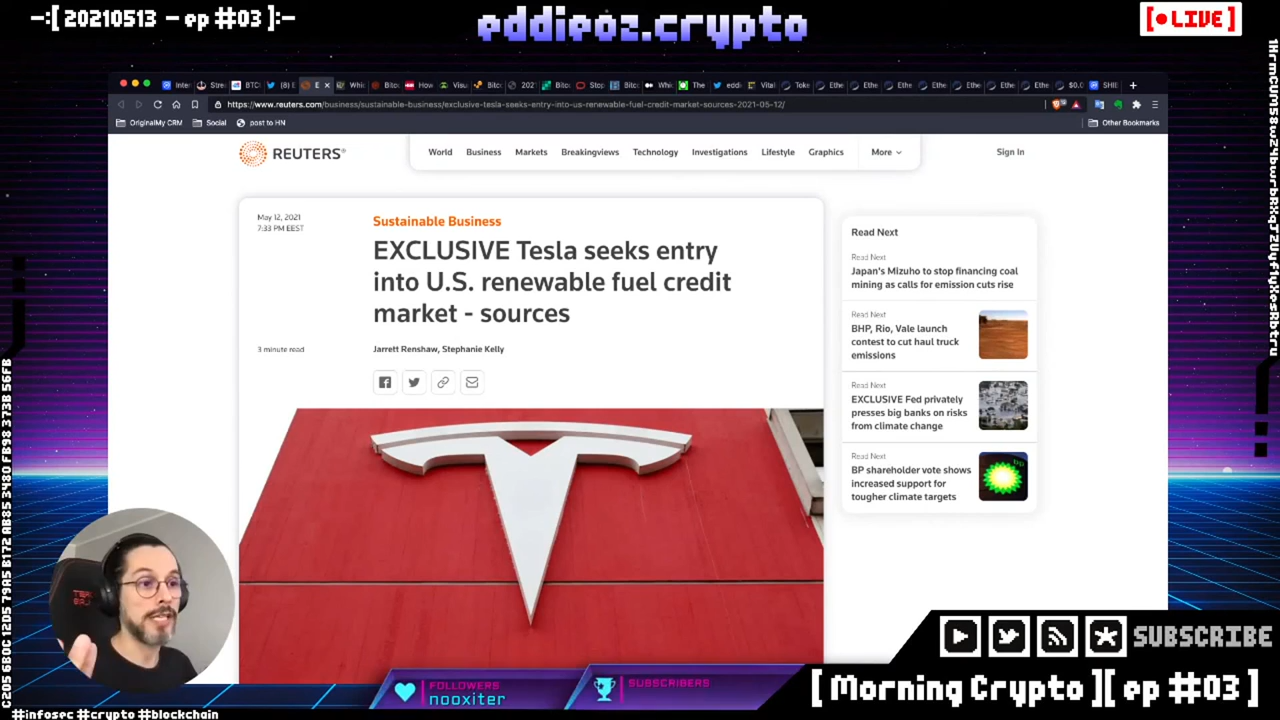 -:[ 20210513 - ep #03 ]:-
eddieoz.crypto
[•LIVE]
https://www.reuters.com/business/sustainable-business/exclusive-tesla-seeks-entry-into-us-renewable-fuel-credit-market-sources-2021-05-12/
OriginalMy CRM
Social
post to HN
Other Bookmarks
REUTERS®
World
Business
Markets
Breakingviews
Technology
Investigations
Lifestyle
Graphics
More
Sign In
May 12, 2021
7:33 PM EEST
Sustainable Business
EXCLUSIVE Tesla seeks entry
into U.S. renewable fuel credit
market - sources
3 minute read
Jarrett Renshaw, Stephanie Kelly
Read Next
Read Next
Japan's Mizuho to stop financing coal
mining as calls for emission cuts rise
Read Next
BHP, Rio, Vale launch
contest to cut haul truck
emissions
Read Next
EXCLUSIVE Fed privately
presses big banks on risks
from climate change
Read Next
BP shareholder vote shows
increased support for
tougher climate targets
SUBSCRIBE
FOLLOWERS
nooxiter
SUBSCRIBERS
[ Morning Crypto ][ ep #03 ]
#infosec #crypto #blockchain